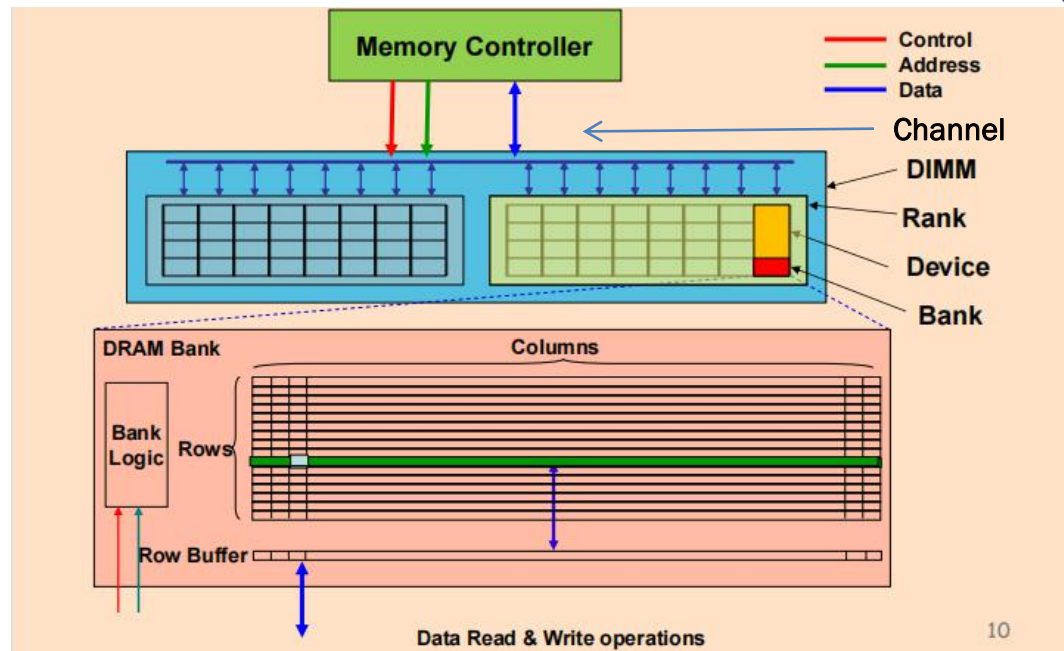 Memory Controller
Control
Address
Data
Channel
DIMM
Rank
Device
Bank
DRAM Bank
Columns
Bank
Logic
Rows
Row Buffer
Data Read & Write operations
10